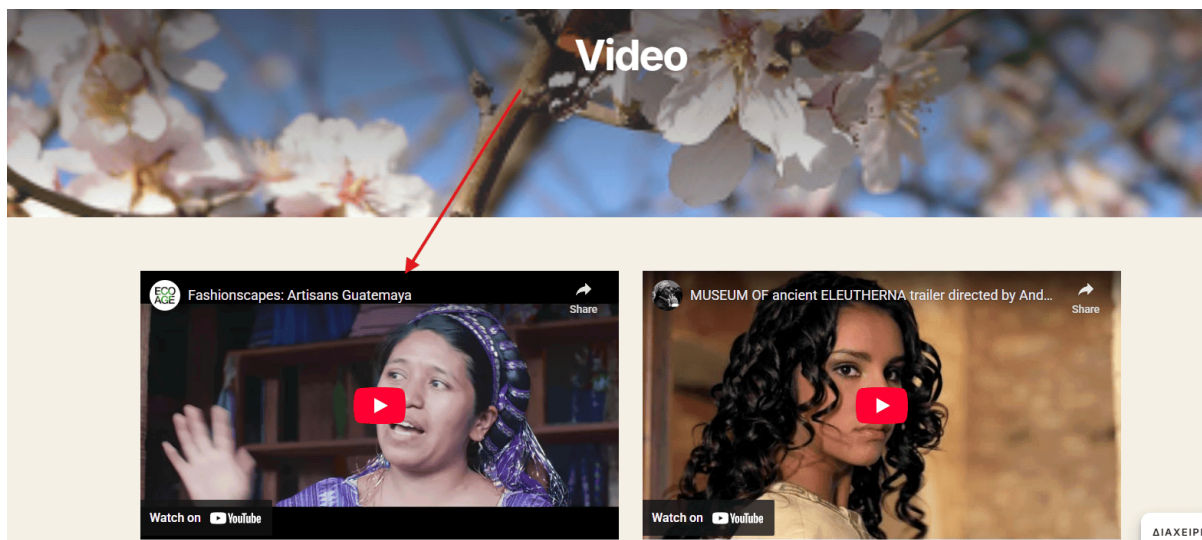 Video
ECO
AGE
Fashionscapes: Artisans Guatemaya
Share
Watch on YouTube
MUSEUM OF ancient ELEUTHERNA trailer directed by And...
Share
Watch on YouTube
ΔΙΑΧΕΙΡΙ